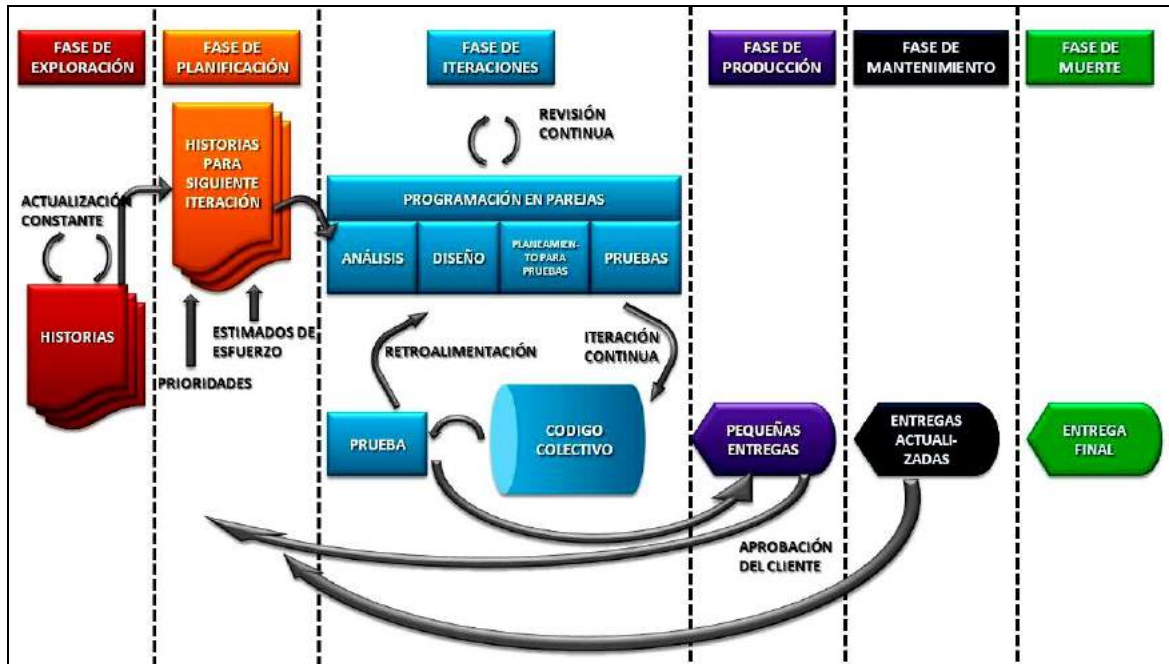 FASE DE
EXPLORACIÓN
FASE DE
PLANIFICACIÓN
FASE DE
ITERACIONES
FASE DE
PRODUCCIÓN
FASE DE
MANTENIMIENTO
FASE DE
MUERTE
ACTUALIZACIÓN
CONSTANTE
HISTORIAS
HISTORIAS
PARA
SIGUIENTE
ITERACIÓN
ESTIMADOS DE
ESFUERZO
PRIORIDADES
REVISIÓN
CONTINUA
PROGRAMACIÓN EN PAREJAS
ANÁLISIS
DISEÑO
PLANEAMIEN-
TO PARA
PRUEBAS
PRUEBAS
RETROALIMENTACIÓN
ITERACIÓN
CONTINUA
PRUEBA
CODIGO
COLECTIVO
PEQUEÑAS
ENTREGAS
ENTREGAS
ACTUALI-
ZADAS
ENTREGA
FINAL
APROBACIÓN
DEL CLIENTE